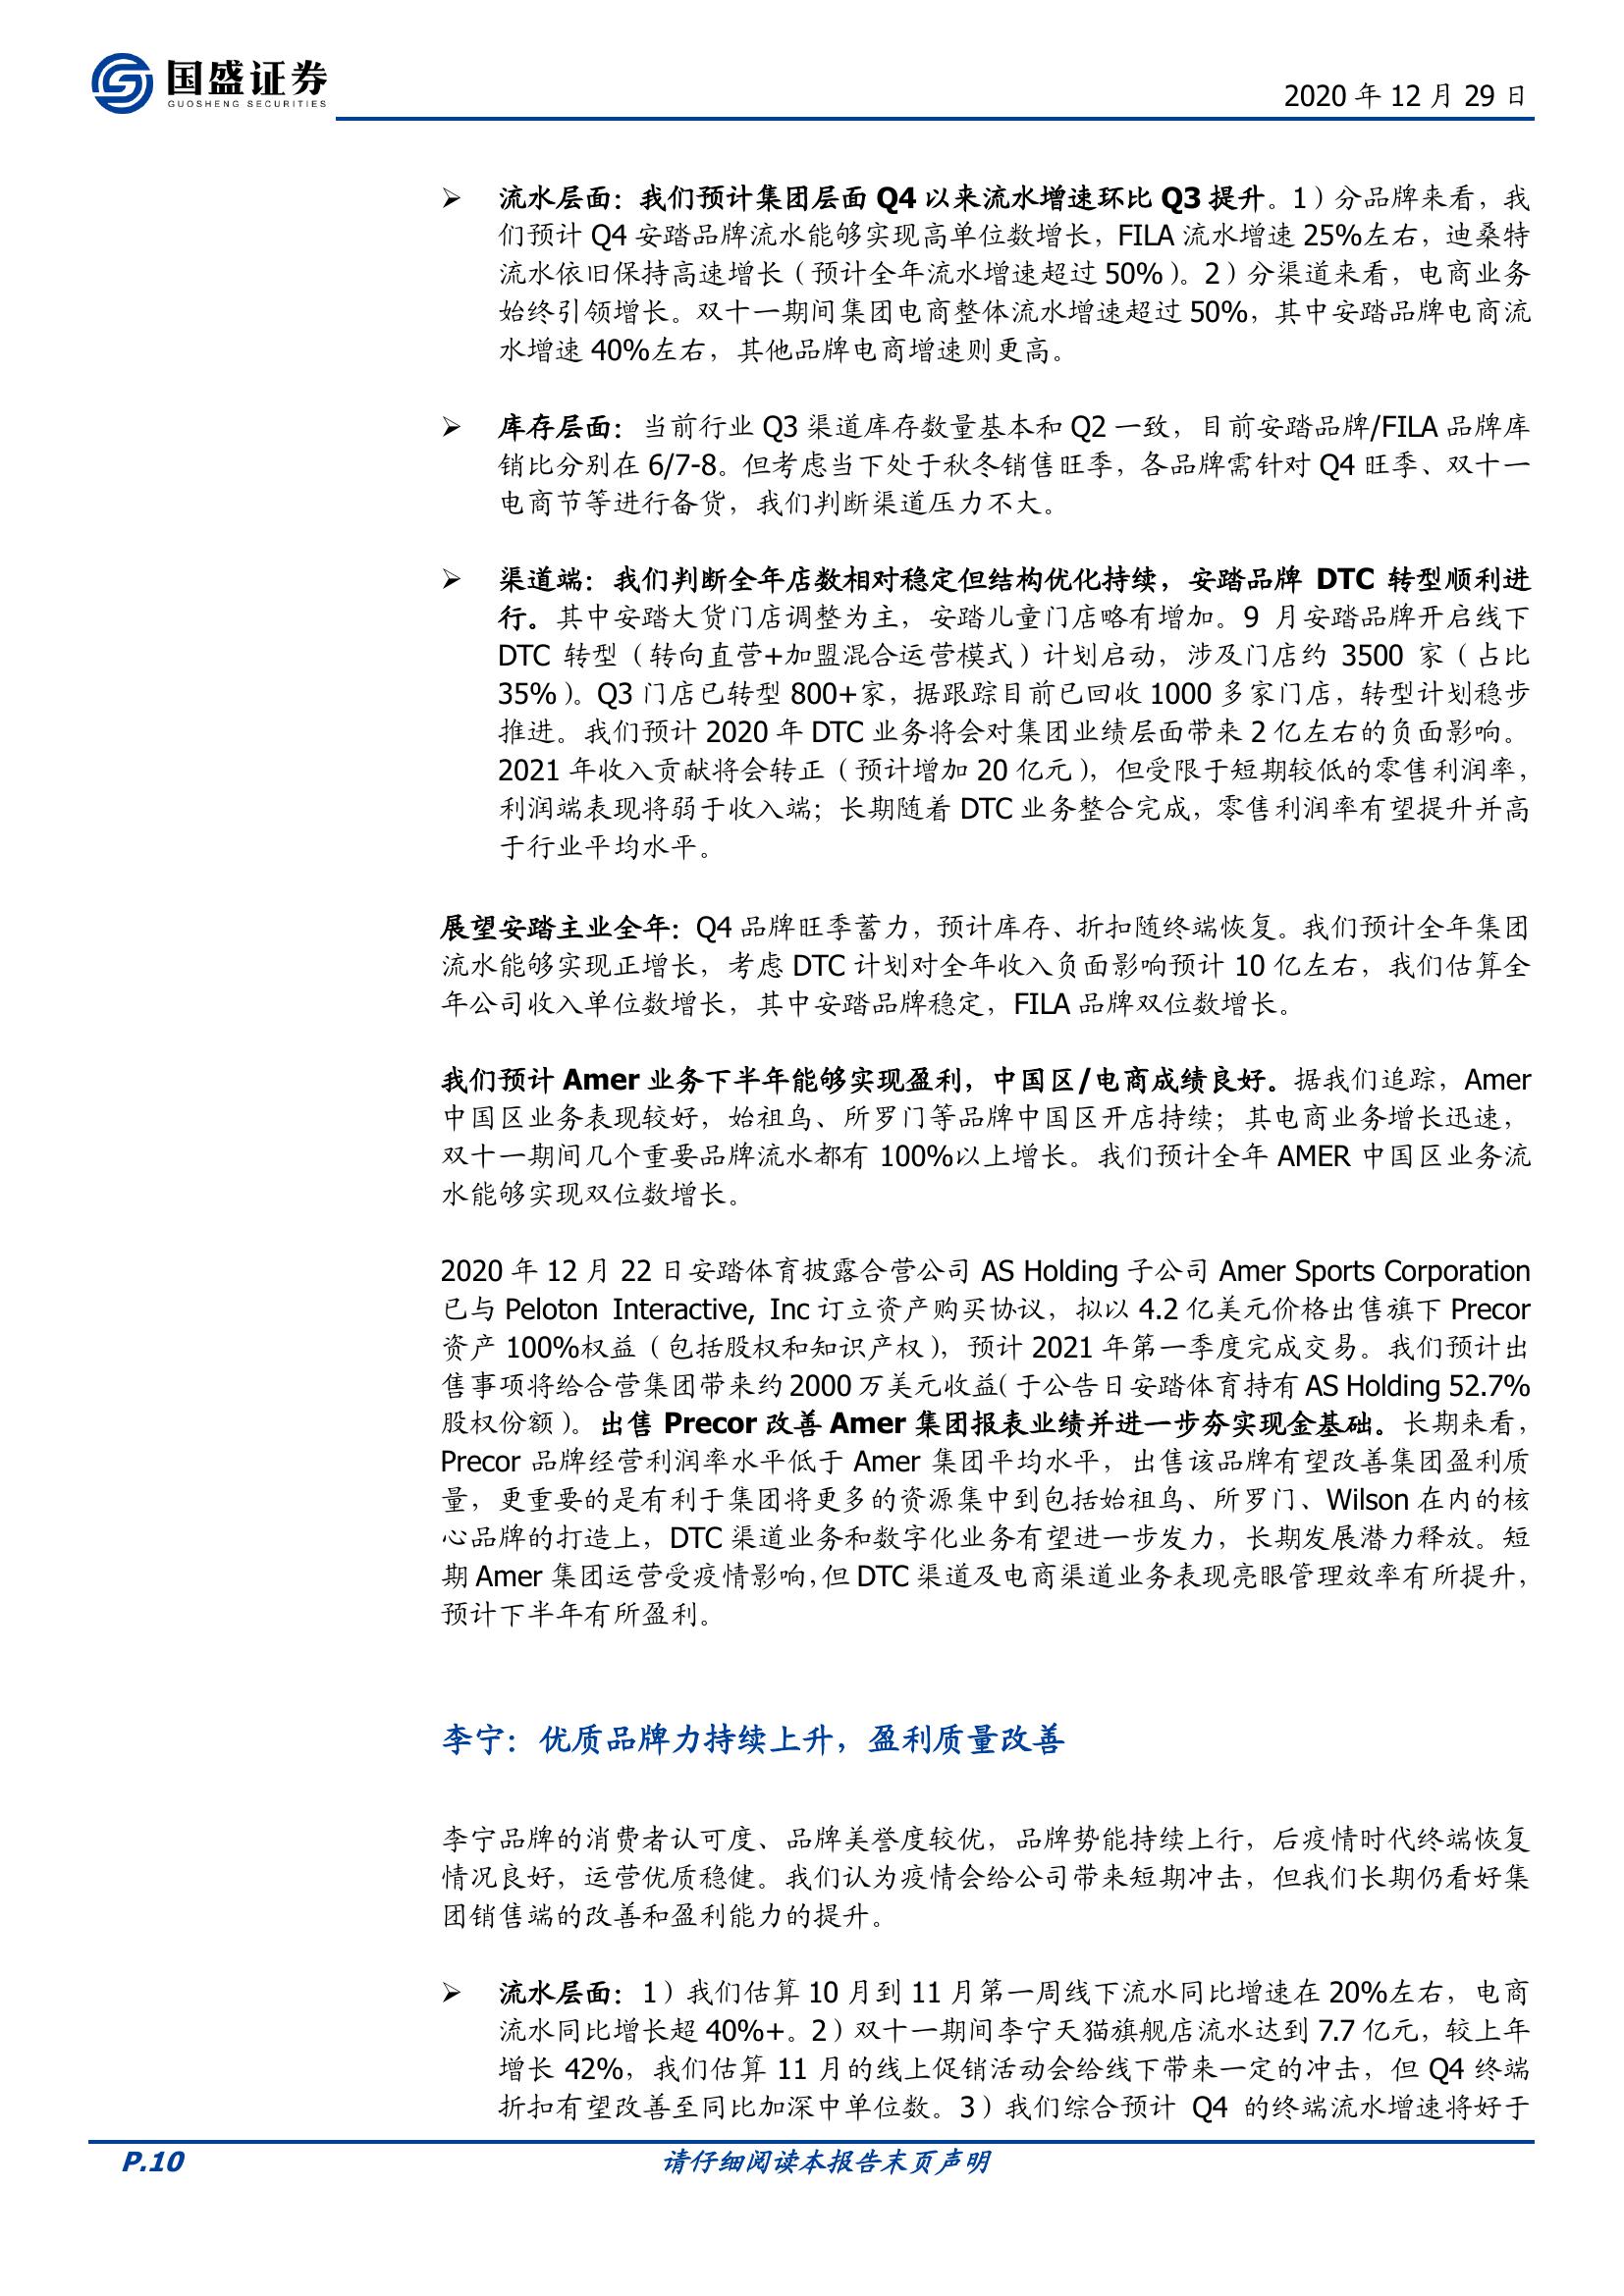 国盛证券
GUOSHENG SECURITIES
2020 年 12 月 29 日
➢ 流水层面：我们预计集团层面 Q4 以来流水增速环比 Q3 提升。1）分品牌来看，我
们预计 Q4 安踏品牌流水能够实现高单位数增长，FILA 流水增速 25%左右，迪桑特
流水依旧保持高速增长（预计全年流水增速超过 50%）。2）分渠道来看，电商业务
始终引领增长。双十一期间集团电商整体流水增速超过 50%，其中安踏品牌电商流
水增速 40%左右，其他品牌电商增速则更高。
➢ 库存层面：当前行业 Q3 渠道库存数量基本和 Q2 一致，目前安踏品牌/FILA 品牌库
销比分别在 6/7-8。但考虑当下处于秋冬销售旺季，各品牌需针对 Q4 旺季、双十一
电商节等进行备货，我们判断渠道压力不大。
➢ 渠道端：我们判断全年店数相对稳定但结构优化持续，安踏品牌 DTC 转型顺利进
行。其中安踏大货门店调整为主，安踏儿童门店略有增加。9 月安踏品牌开启线下
DTC 转型（转向直营+加盟混合运营模式）计划启动，涉及门店约 3500 家（占比
35%）。Q3 门店已转型 800+家，据跟踪目前已回收 1000 多家门店，转型计划稳步
推进。我们预计 2020 年 DTC 业务将会对集团业绩层面带来 2 亿左右的负面影响。
2021 年收入贡献将会转正（预计增加 20 亿元），但受限于短期较低的零售利润率，
利润端表现将弱于收入端；长期随着 DTC 业务整合完成，零售利润率有望提升并高
于行业平均水平。
展望安踏主业全年：Q4 品牌旺季蓄力，预计库存、折扣随终端恢复。我们预计全年集团
流水能够实现正增长，考虑 DTC 计划对全年收入负面影响预计 10 亿左右，我们估算全
年公司收入单位数增长，其中安踏品牌稳定，FILA 品牌双位数增长。
我们预计 Amer 业务下半年能够实现盈利，中国区/电商成绩良好。据我们追踪，Amer
中国区业务表现较好，始祖鸟、所罗门等品牌中国区开店持续；其电商业务增长迅速，
双十一期间几个重要品牌流水都有 100%以上增长。我们预计全年 AMER 中国区业务流
水能够实现双位数增长。
2020 年 12 月 22 日安踏体育披露合营公司 AS Holding 子公司 Amer Sports Corporation
已与 Peloton Interactive, Inc 订立资产购买协议，拟以 4.2 亿美元价格出售旗下 Precor
资产 100%权益（包括股权和知识产权），预计 2021 年第一季度完成交易。我们预计出
售事项将给合营集团带来约 2000 万美元收益（于公告日安踏体育持有 AS Holding 52.7%
股权份额）。出售 Precor 改善 Amer 集团报表业绩并进一步夯实现金基础。长期来看，
Precor 品牌经营利润率水平低于 Amer 集团平均水平，出售该品牌有望改善集团盈利质
量，更重要的是有利于集团将更多的资源集中到包括始祖鸟、所罗门、Wilson 在内的核
心品牌的打造上，DTC 渠道业务和数字化业务有望进一步发力，长期发展潜力释放。短
期 Amer 集团运营受疫情影响，但 DTC 渠道及电商渠道业务表现亮眼管理效率有所提升，
预计下半年有所盈利。
李宁：优质品牌力持续上升，盈利质量改善
李宁品牌的消费者认可度、品牌美誉度较优，品牌势能持续上行，后疫情时代终端恢复
情况良好，运营优质稳健。我们认为疫情会给公司带来短期冲击，但我们长期仍看好集
团销售端的改善和盈利能力的提升。
➢ 流水层面：1）我们估算 10 月到 11 月第一周线下流水同比增速在 20%左右，电商
流水同比增长超 40%+。2）双十一期间李宁天猫旗舰店流水达到 7.7 亿元，较上年
增长 42%，我们估算 11 月的线上促销活动会给线下带来一定的冲击，但 Q4 终端
折扣有望改善至同比加深中单位数。3）我们综合预计 Q4 的终端流水增速将好于
P.10
请仔细阅读本报告末页声明